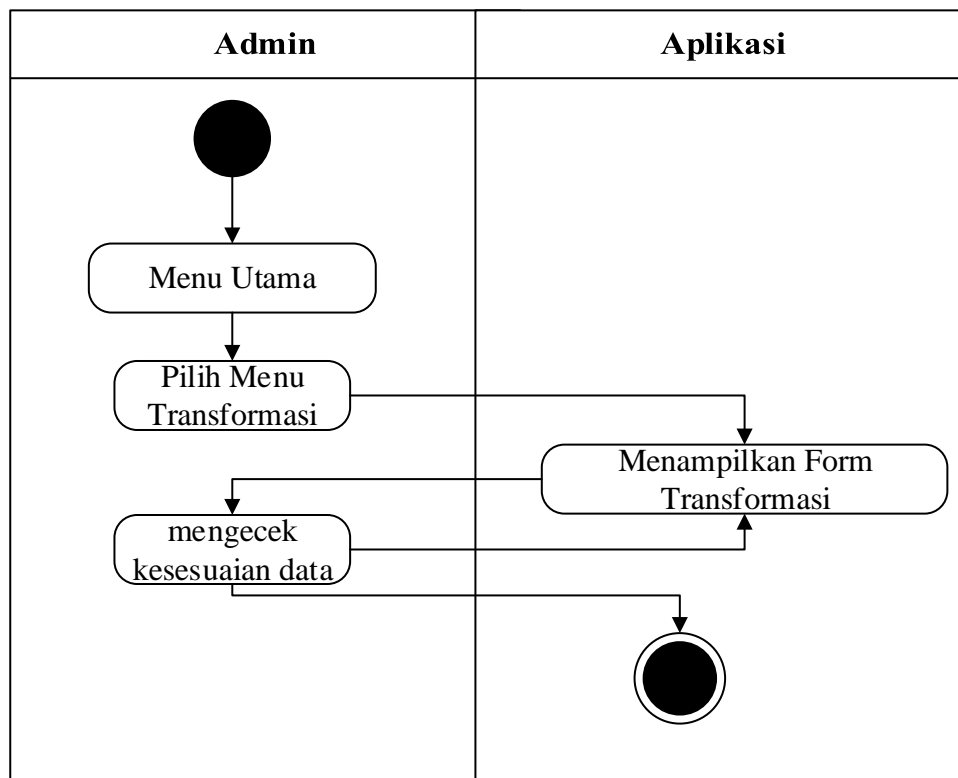 Admin
Aplikasi
Menu Utama
Pilih Menu
Transformasi
Menampilkan Form
Transformasi
mengecek
kesesuaian data